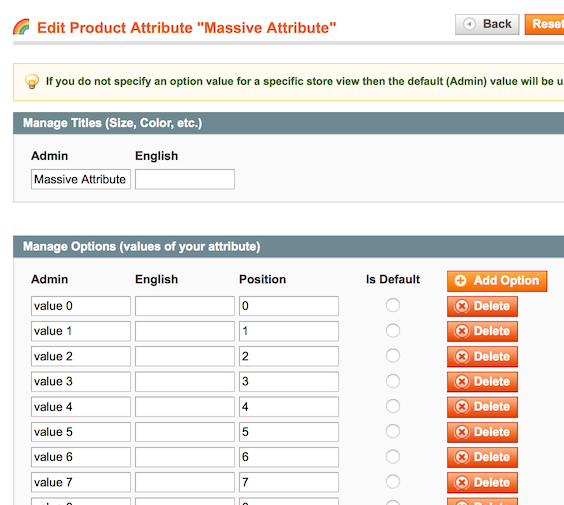 Edit Product Attribute "Massive Attribute"
Back
Reset
If you do not specify an option value for a specific store view then the default (Admin) value will be u
Manage Titles (Size, Color, etc.)
Admin English
Massive Attribute
Manage Options (values of your attribute)
Admin English Position Is Default Add Option
value 0 0 Delete
value 1 1 Delete
value 2 2 Delete
value 3 3 Delete
value 4 4 Delete
value 5 5 Delete
value 6 6 Delete
value 7 7 Delete